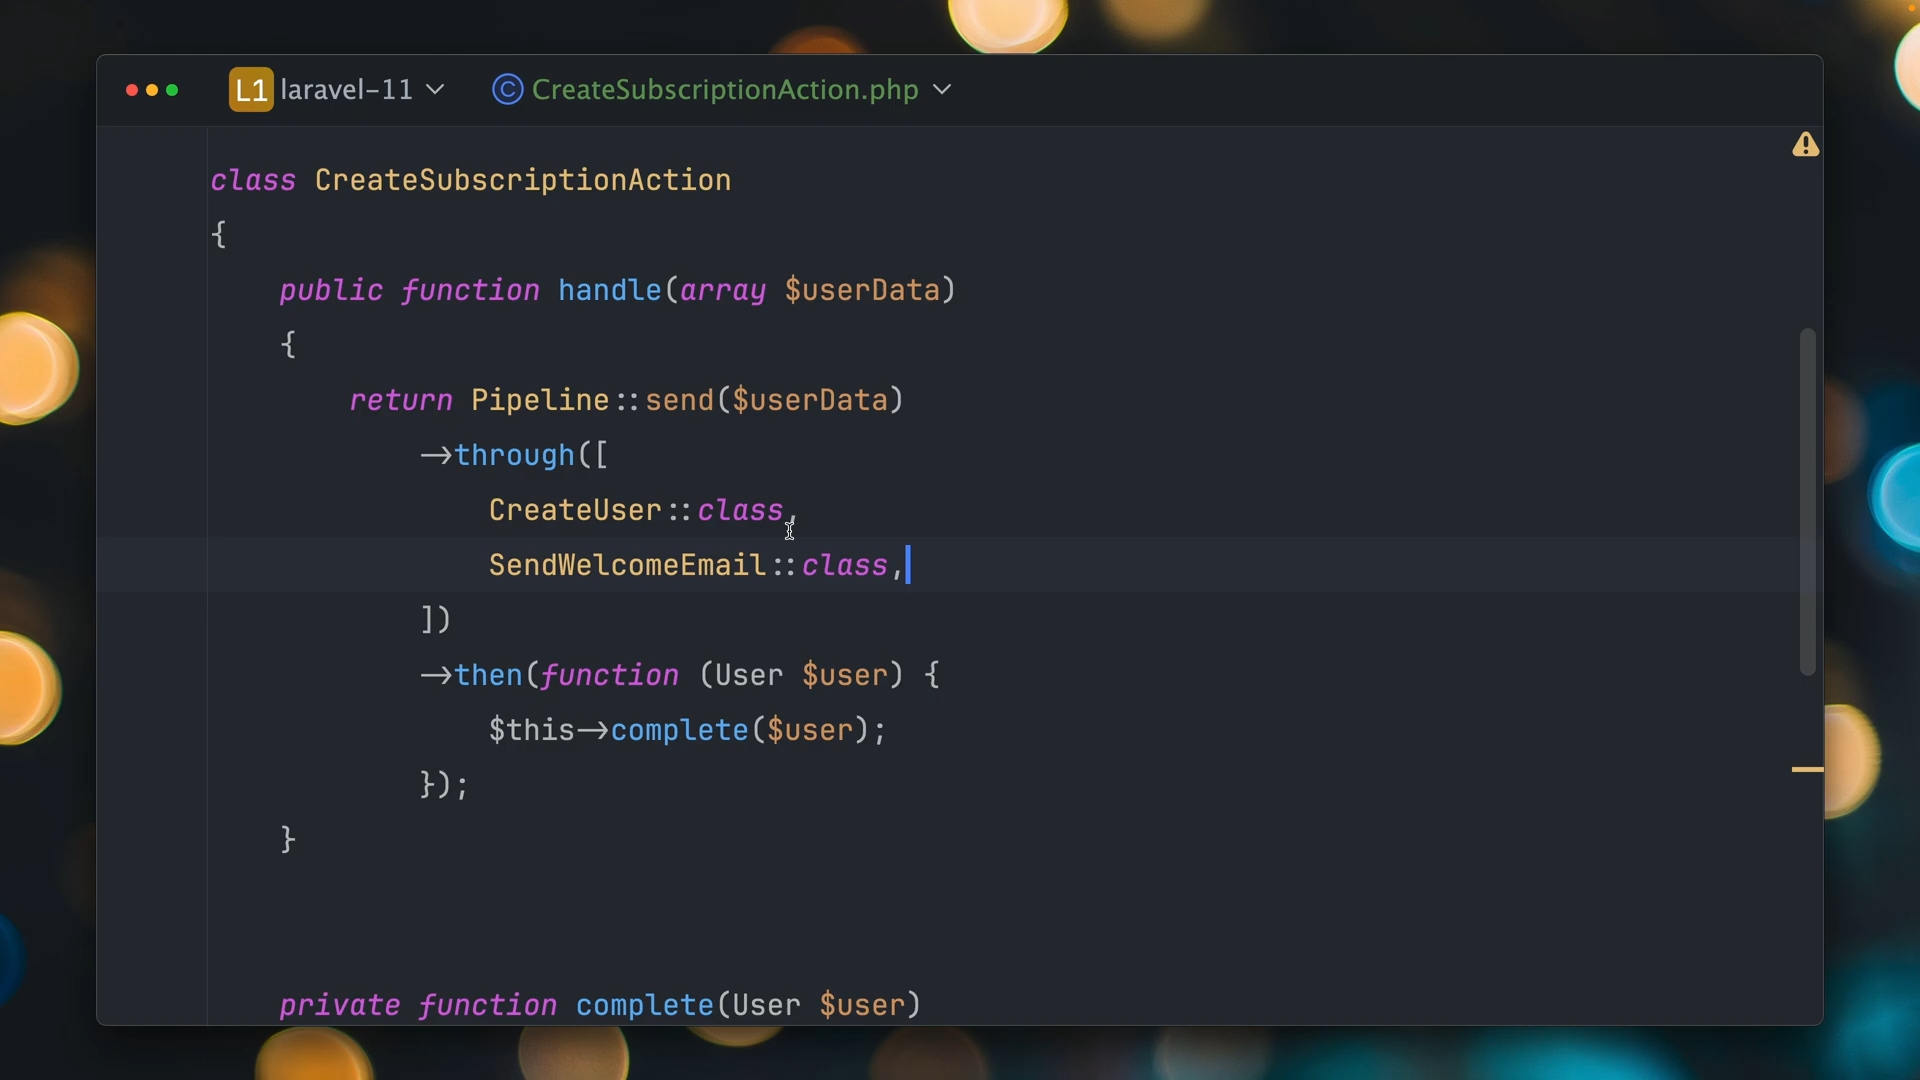 L1 laravel-11 CreateSubscriptionAction.php
class CreateSubscriptionAction
{
public function handle(array $userData)
{
return Pipeline::send($userData)
->through([
CreateUser::class,
SendWelcomeEmail::class,
])
->then(function (User $user) {
$this->complete($user);
});
}
private function complete(User $user)